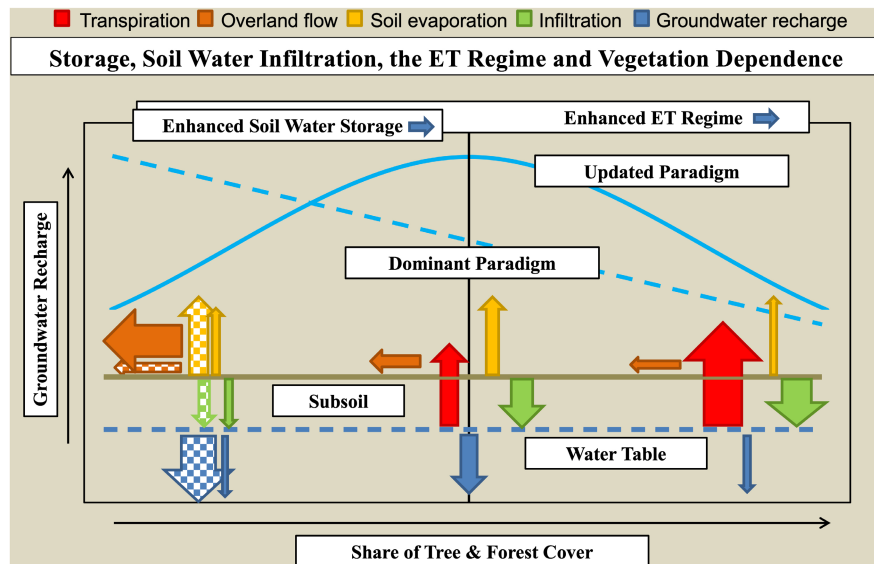 Transpiration Overland flow Soil evaporation Infiltration Groundwater recharge
Storage, Soil Water Infiltration, the ET Regime and Vegetation Dependence
Enhanced Soil Water Storage
Enhanced ET Regime
Updated Paradigm
Dominant Paradigm
Groundwater Recharge
Subsoil
Water Table
Share of Tree & Forest Cover